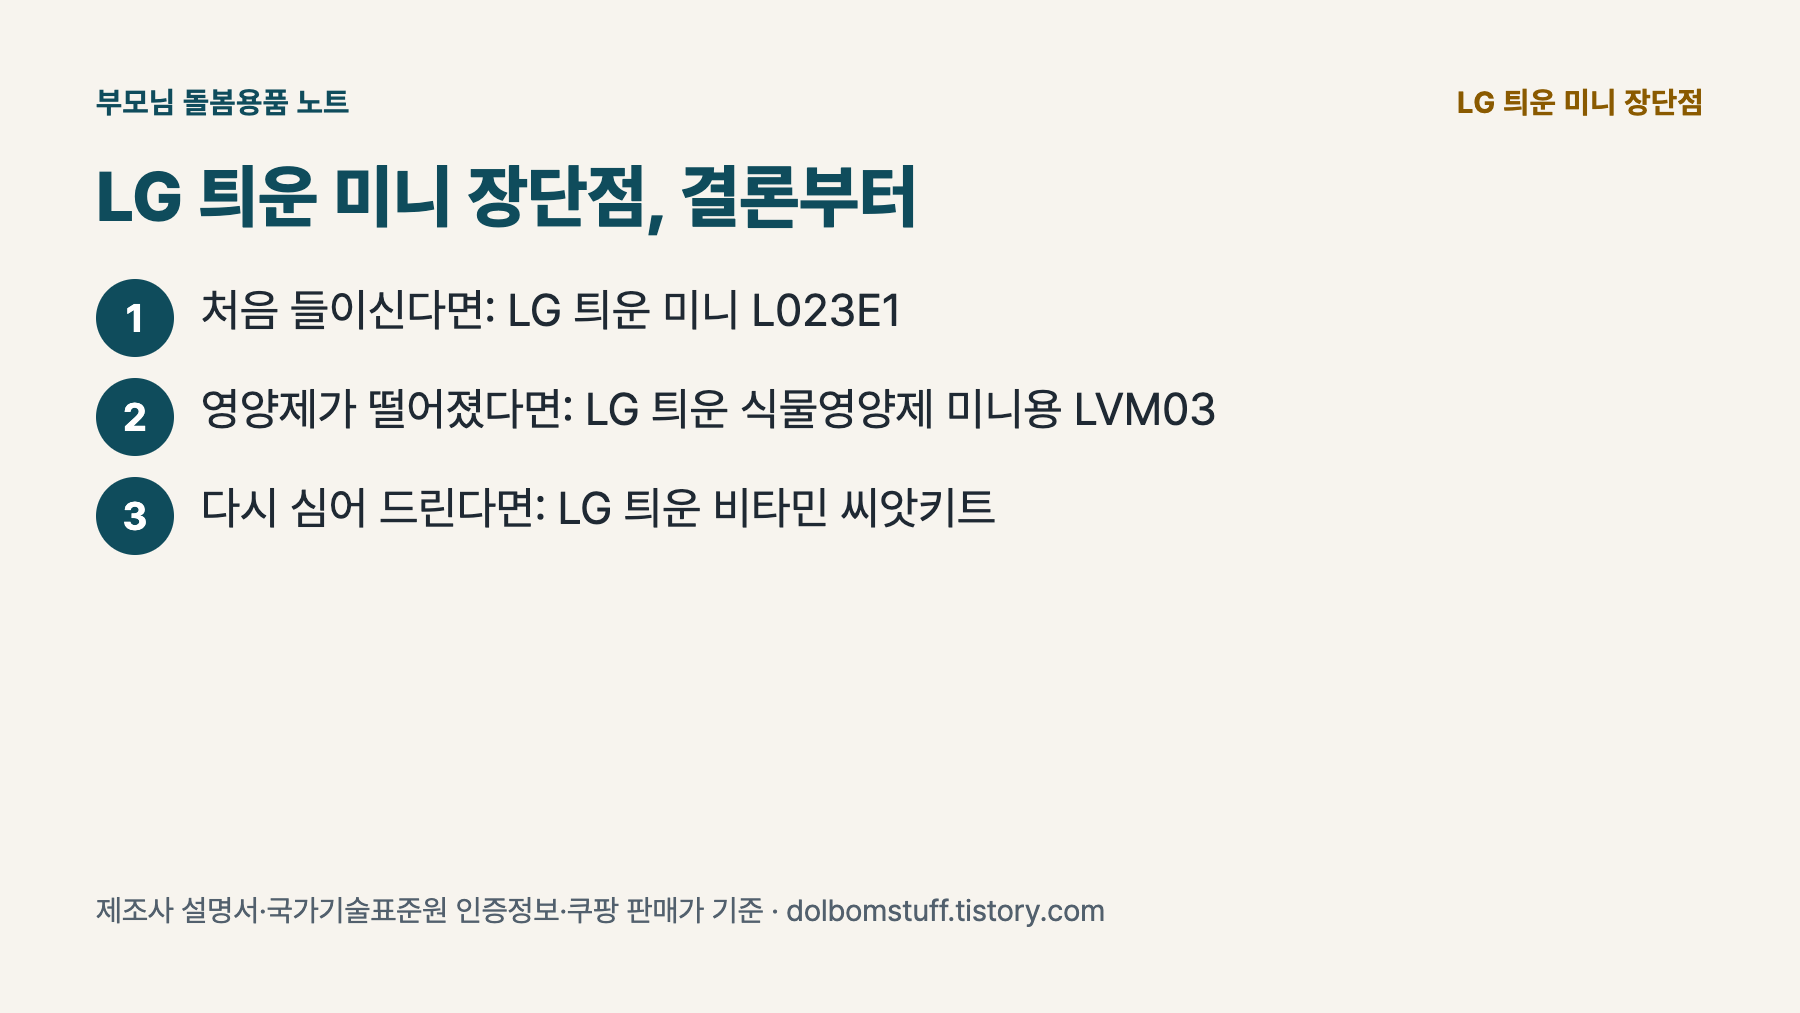 부모님 돌봄용품 노트
LG 틔운 미니 장단점
LG 틔운 미니 장단점, 결론부터
1 처음 들이신다면: LG 틔운 미니 L023E1
2 영양제가 떨어졌다면: LG 틔운 식물영양제 미니용 LVM03
3 다시 심어 드린다면: LG 틔운 비타민 씨앗키트
제조사 설명서·국가기술표준원 인증정보·쿠팡 판매가 기준 · dolbomstuff.tistory.com